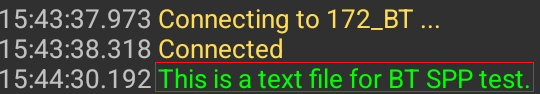 15:43:37.973 Connecting to 172_BT ...
15:43:38.318 Connected
15:44:30.192 This is a text file for BT SPP test.